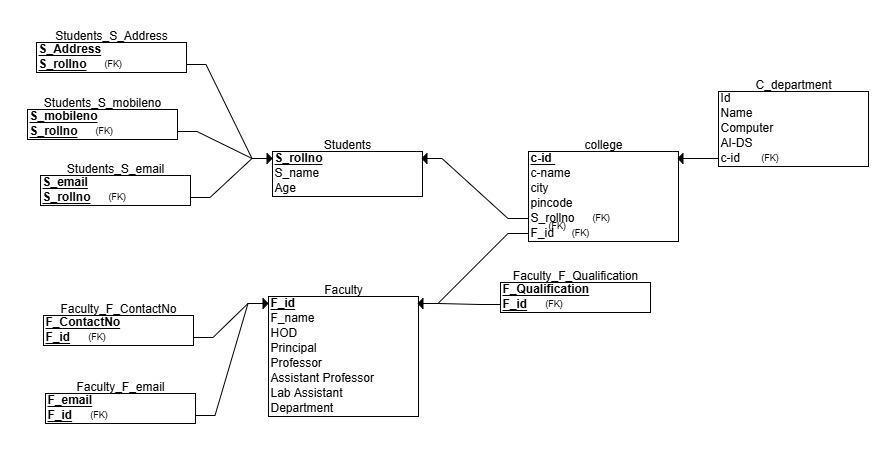 Students_S_Address
S_Address
S_rollno (FK)
Students_S_mobileno
S_mobileno
S_rollno (FK)
Students_S_email
S_email
S_rollno (FK)
Students
S_rollno
S_name
Age
college
c-id
c-name
city
pincode
S_rollno (FK)
(FK)
F_id (FK)
C_department
Id
Name
Computer
AI-DS
c-id (FK)
Faculty_F_Qualification
F_Qualification
F_id (FK)
Faculty
F_id
F_name
HOD
Principal
Professor
Assistant Professor
Lab Assistant
Department
Faculty_F_ContactNo
F_ContactNo
F_id (FK)
Faculty_F_email
F_email
F_id (FK)